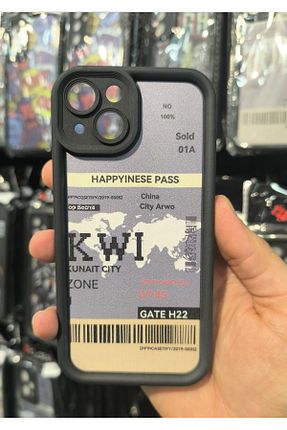 NO
100%
Sold
01A
HAPPYINESE PASS
China
City Arwo
KWI
KUNAIT CITY
ZONE
GATE H22